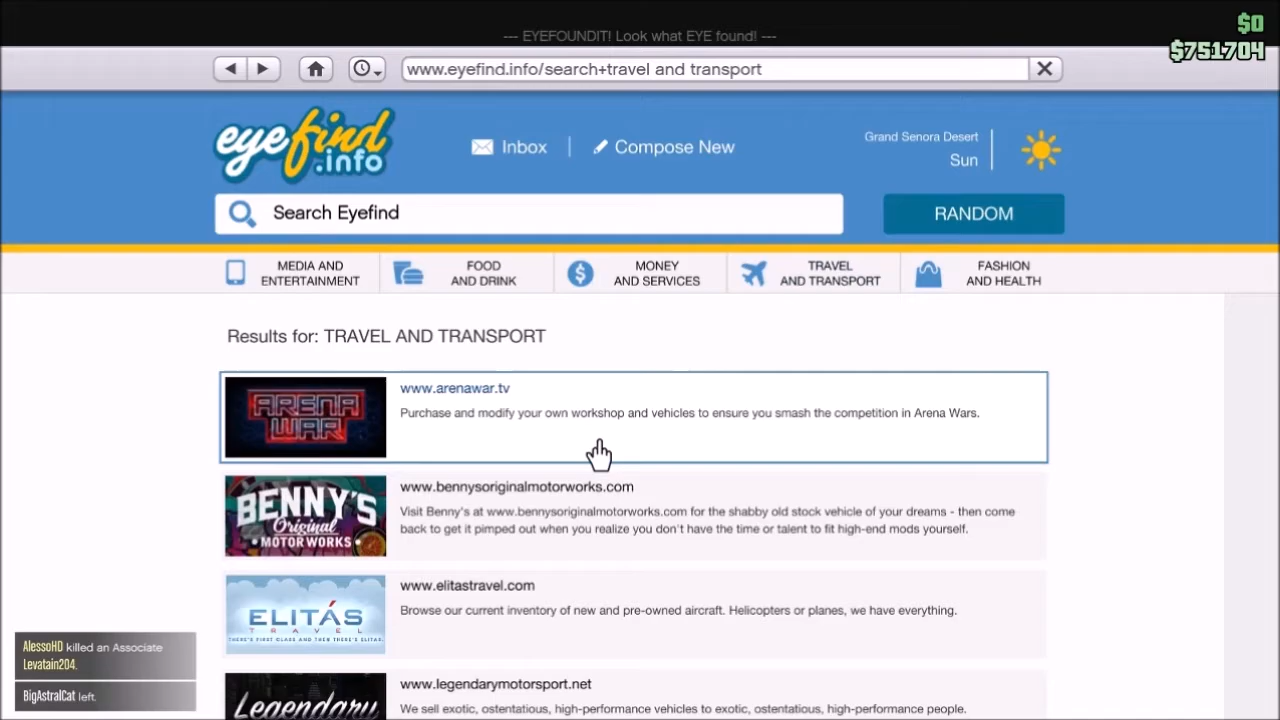 --- EYEFOUNDIT! Look what EYE found! ---
$0
$751704
www.eyefind.info/search+travel and transport
eyefind
.info
Inbox
Compose New
Grand Senora Desert
Sun
Search Eyefind
RANDOM
MEDIA AND
ENTERTAINMENT
FOOD
AND DRINK
MONEY
AND SERVICES
TRAVEL
AND TRANSPORT
FASHION
AND HEALTH
Results for: TRAVEL AND TRANSPORT
ARENA
WAR
www.arenawar.tv
Purchase and modify your own workshop and vehicles to ensure you smash the competition in Arena Wars.
BENNY'S
Original
• MOTORWORKS •
www.bennysoriginalmotorworks.com
Visit Benny's at www.bennysoriginalmotorworks.com for the shabby old stock vehicle of your dreams - then come
back to get it pimped out when you realize you don't have the time or talent to fit high-end mods yourself.
ELITÁS
TRAVEL
THERE'S FIRST CLASS AND THEN THERE'S ELITAS.
www.elitastravel.com
Browse our current inventory of new and pre-owned aircraft. Helicopters or planes, we have everything.
Legendary
www.legendarymotorsport.net
We sell exotic, ostentatious, high-performance vehicles to exotic, ostentatious, high-performance people.
AlessoHD killed an Associate
Levatain204.
BigAstralCat left.